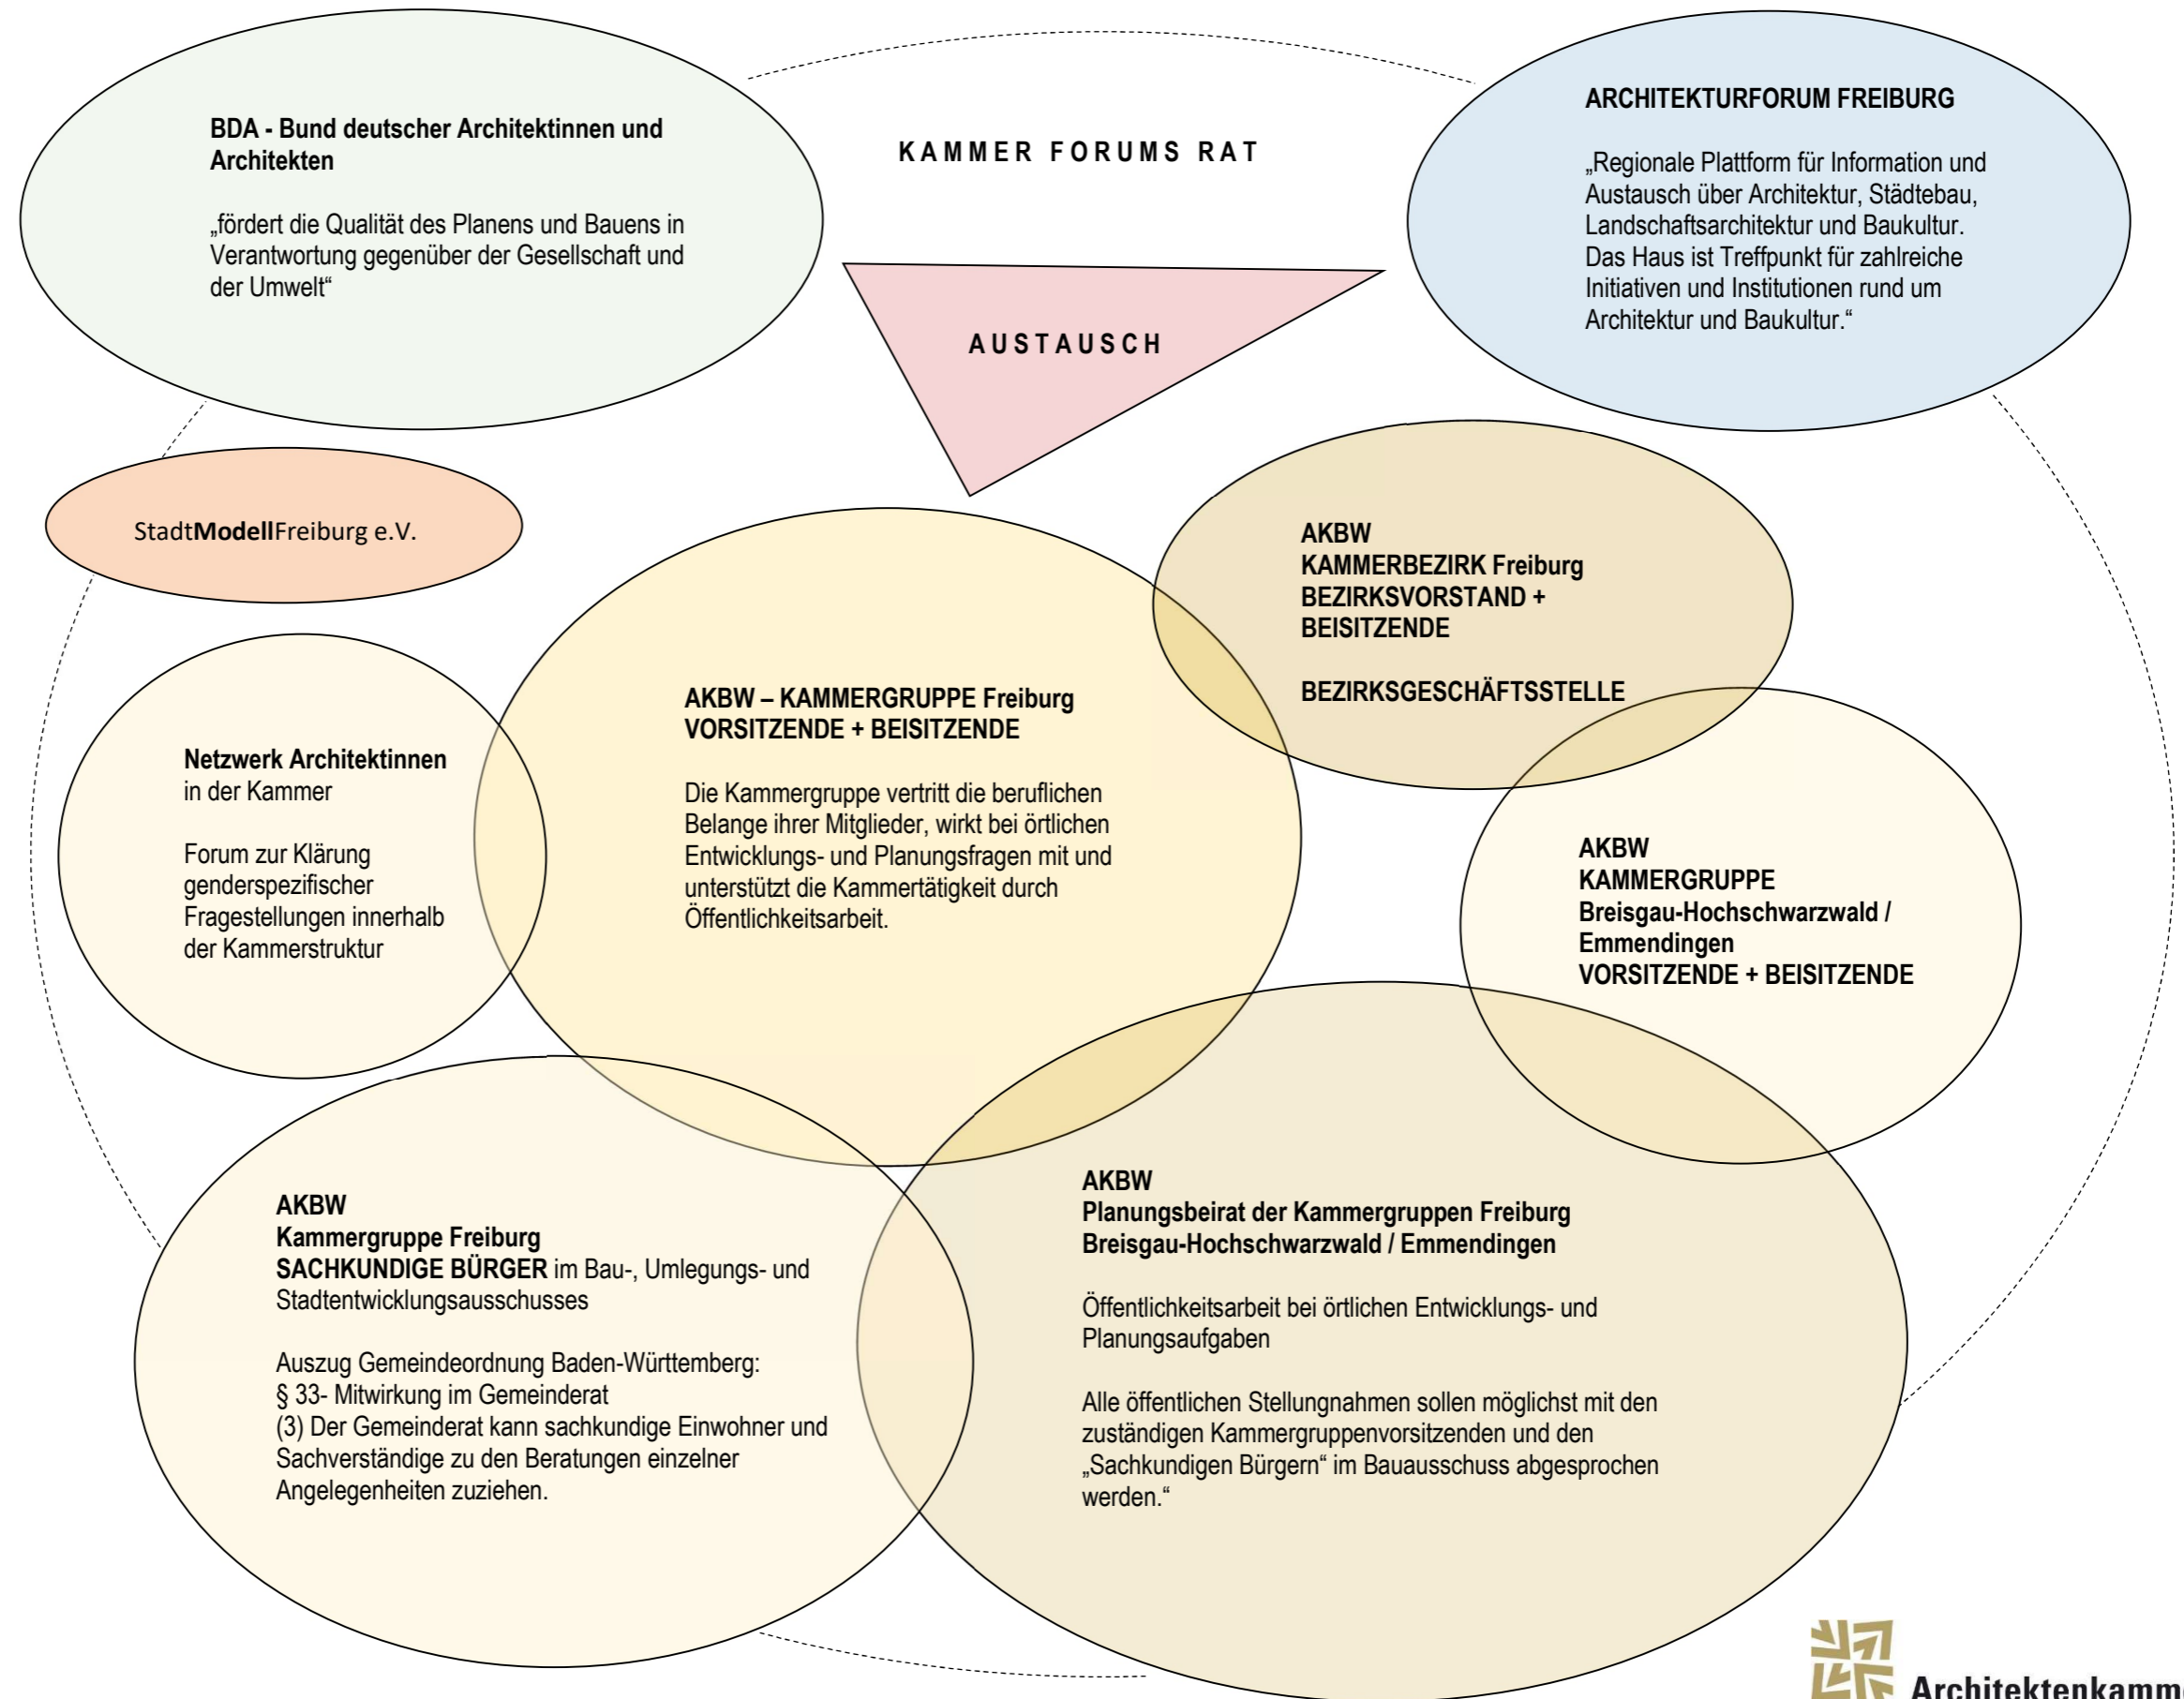 BDA - Bund deutscher Architektinnen und
Architekten
„fördert die Qualität des Planens und Bauens in
Verantwortung gegenüber der Gesellschaft und
der Umwelt“
KAMMER FORUMS RAT
ARCHITEKTURFORUM FREIBURG
„Regionale Plattform für Information und
Austausch über Architektur, Städtebau,
Landschaftsarchitektur und Baukultur.
Das Haus ist Treffpunkt für zahlreiche
Initiativen und Institutionen rund um
Architektur und Baukultur.“
AUSTAUSCH
StadtModellFreiburg e.V.
AKBW
KAMMERBEZIRK Freiburg
BEZIRKSVORSTAND +
BEISITZENDE
BEZIRKSGESCHÄFTSSTELLE
AKBW – KAMMERGRUPPE Freiburg
VORSITZENDE + BEISITZENDE
Die Kammergruppe vertritt die beruflichen
Belange ihrer Mitglieder, wirkt bei örtlichen
Entwicklungs- und Planungsfragen mit und
unterstützt die Kammertätigkeit durch
Öffentlichkeitsarbeit.
Netzwerk Architektinnen
in der Kammer
Forum zur Klärung
genderspezifischer
Fragestellungen innerhalb
der Kammerstruktur
AKBW
KAMMERGRUPPE
Breisgau-Hochschwarzwald /
Emmendingen
VORSITZENDE + BEISITZENDE
AKBW
Kammergruppe Freiburg
SACHKUNDIGE BÜRGER im Bau-, Umlegungs- und
Stadtentwicklungsausschusses
Auszug Gemeindeordnung Baden-Württemberg:
§ 33- Mitwirkung im Gemeinderat
(3) Der Gemeinderat kann sachkundige Einwohner und
Sachverständige zu den Beratungen einzelner
Angelegenheiten zuziehen.
AKBW
Planungsbeirat der Kammergruppen Freiburg
Breisgau-Hochschwarzwald / Emmendingen
Öffentlichkeitsarbeit bei örtlichen Entwicklungs- und
Planungsaufgaben
Alle öffentlichen Stellungnahmen sollen möglichst mit den
zuständigen Kammergruppenvorsitzenden und den
„Sachkundigen Bürgern“ im Bauausschuss abgesprochen
werden.“